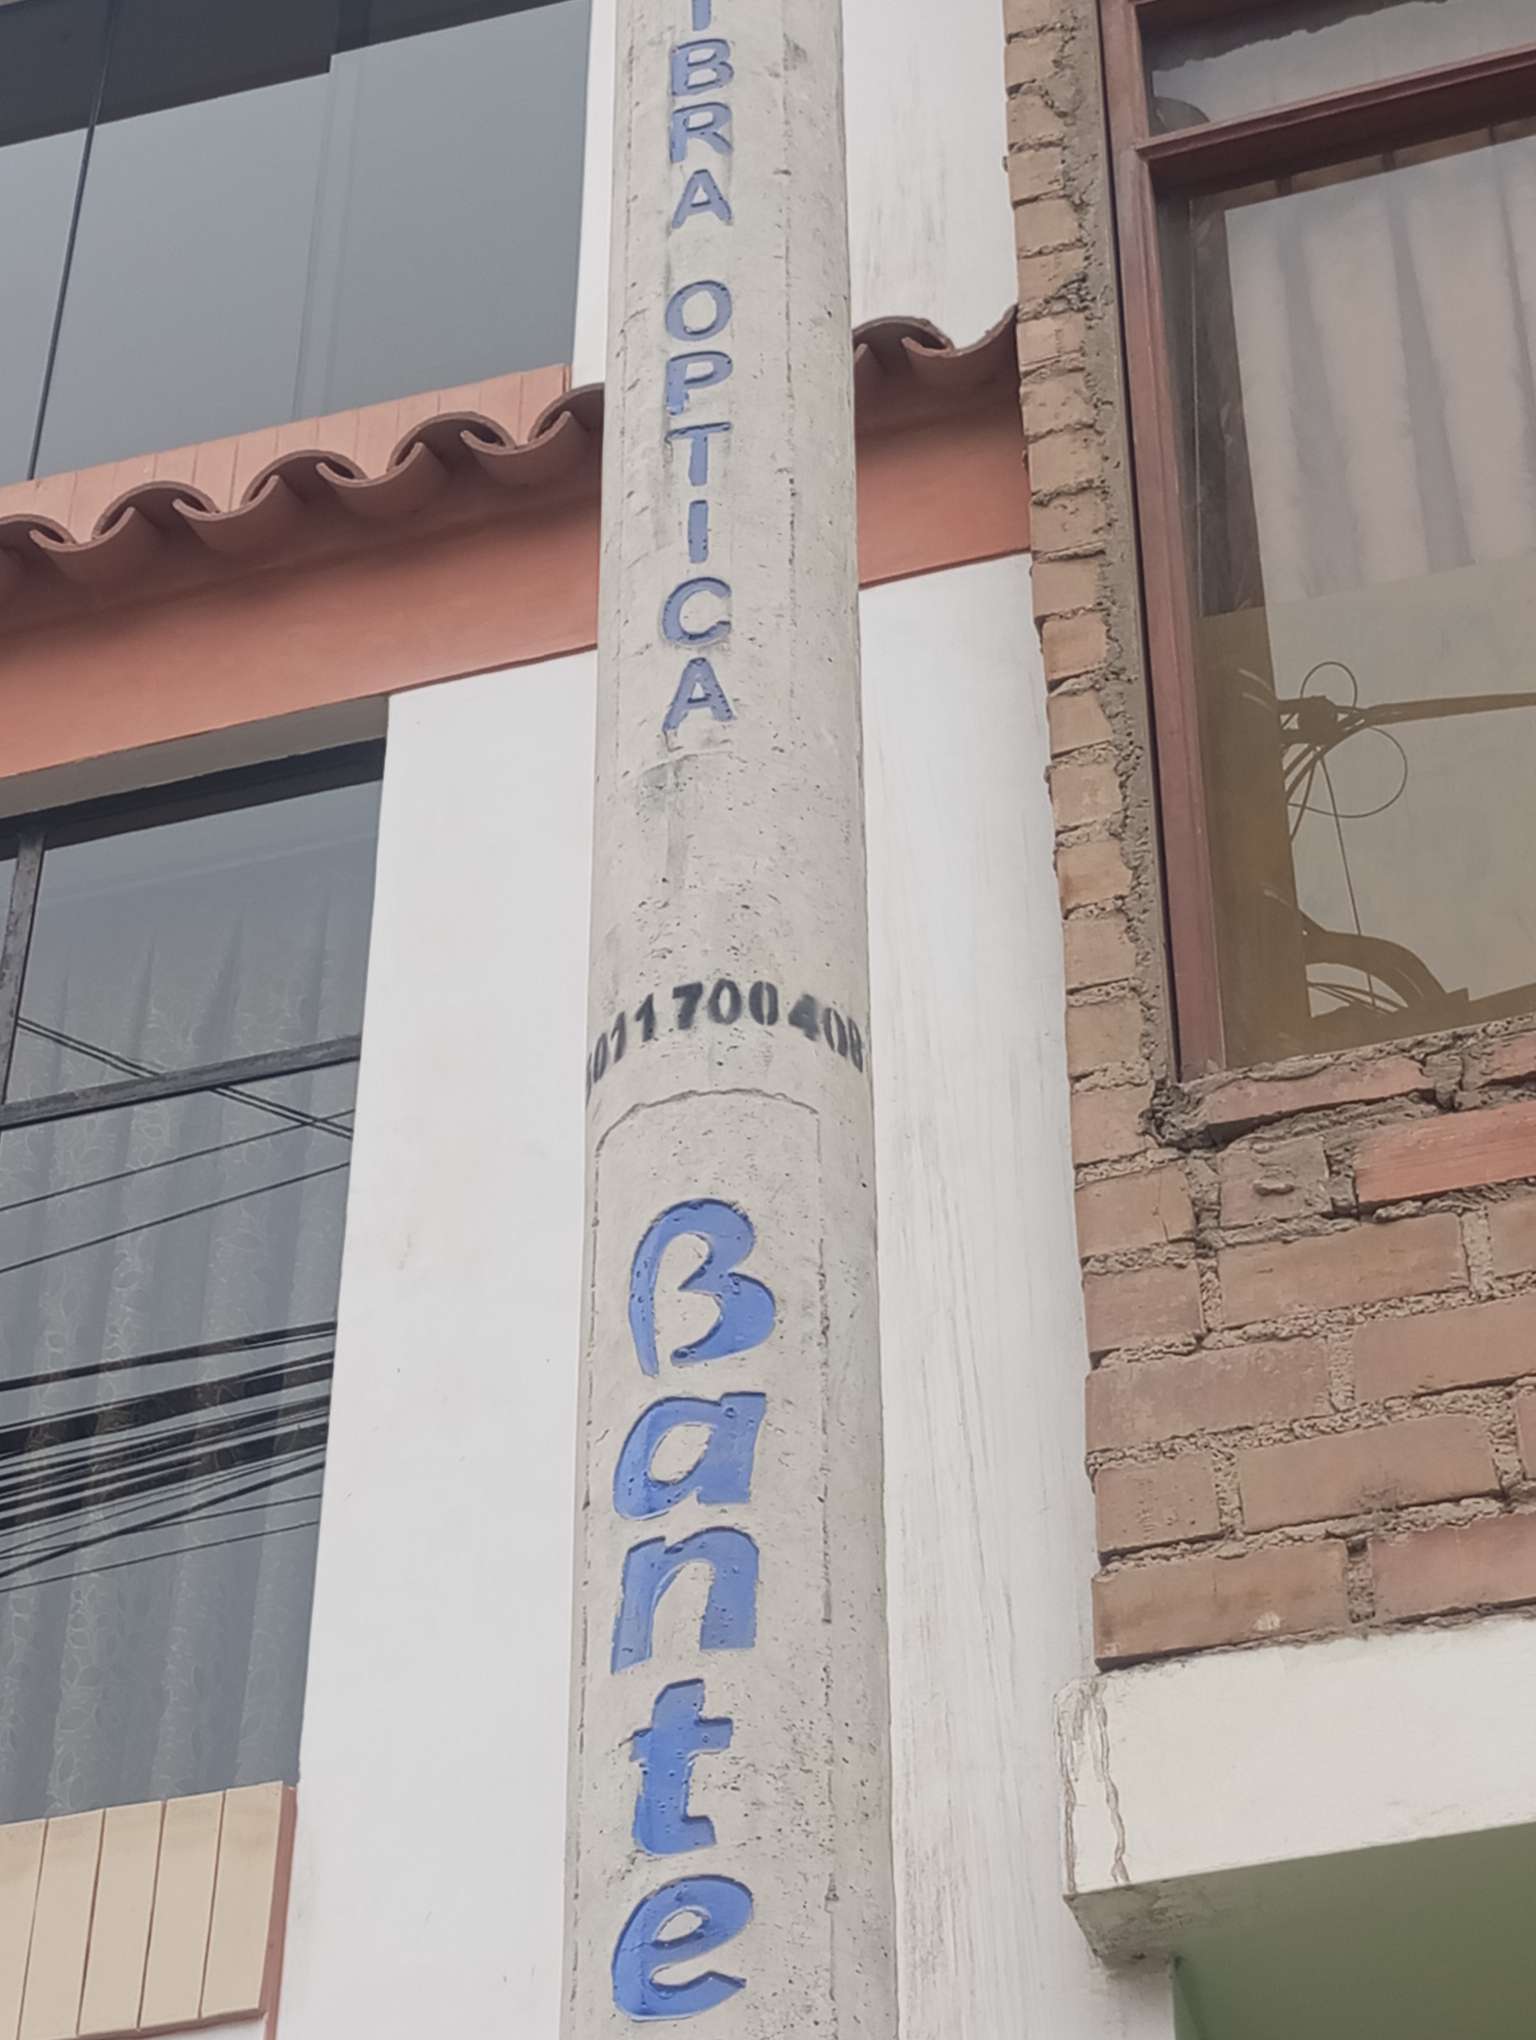 IBRA OPTICA
011700408
Bante